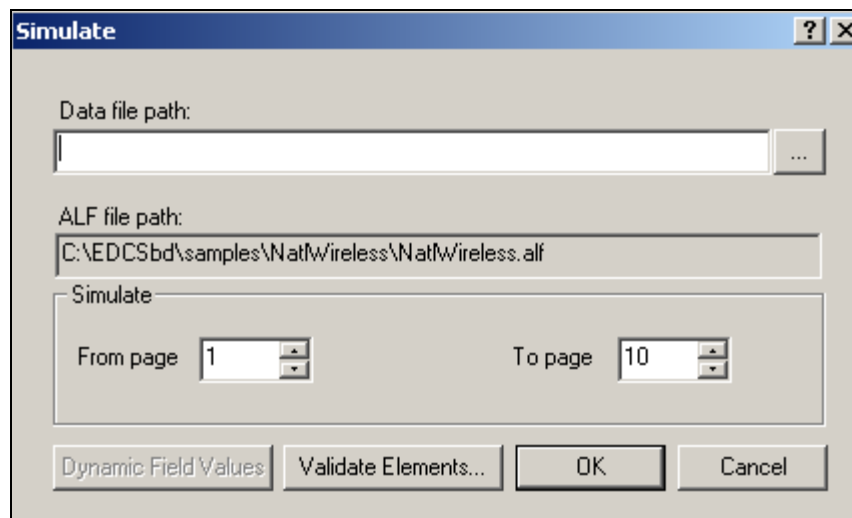 Simulate
Data file path:
...
ALF file path:
C:\EDCSbd\samples\NatlWireless\NatlWireless.alf
Simulate
From page 1 To page 10
Dynamic Field Values Validate Elements... OK Cancel